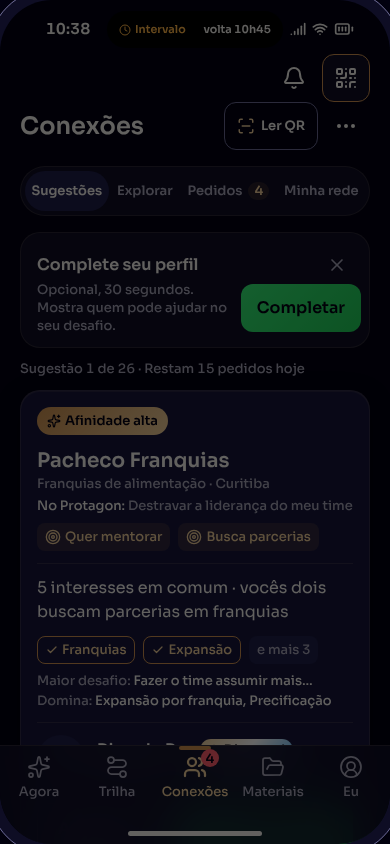 10:38
Intervalo volta 10h45
Conexões
Ler QR
Sugestões Explorar Pedidos 4 Minha rede
Complete seu perfil
Opcional, 30 segundos.
Mostra quem pode ajudar no
seu desafio.
Completar
Sugestão 1 de 26 · Restam 15 pedidos hoje
Afinidade alta
Pacheco Franquias
Franquias de alimentação · Curitiba
No Protagon: Destravar a liderança do meu time
Quer mentorar Busca parcerias
5 interesses em comum · vocês dois
buscam parcerias em franquias
Franquias Expansão e mais 3
Maior desafio: Fazer o time assumir mais...
Domina: Expansão por franquia, Precificação
4
Agora Trilha Conexões Materiais Eu